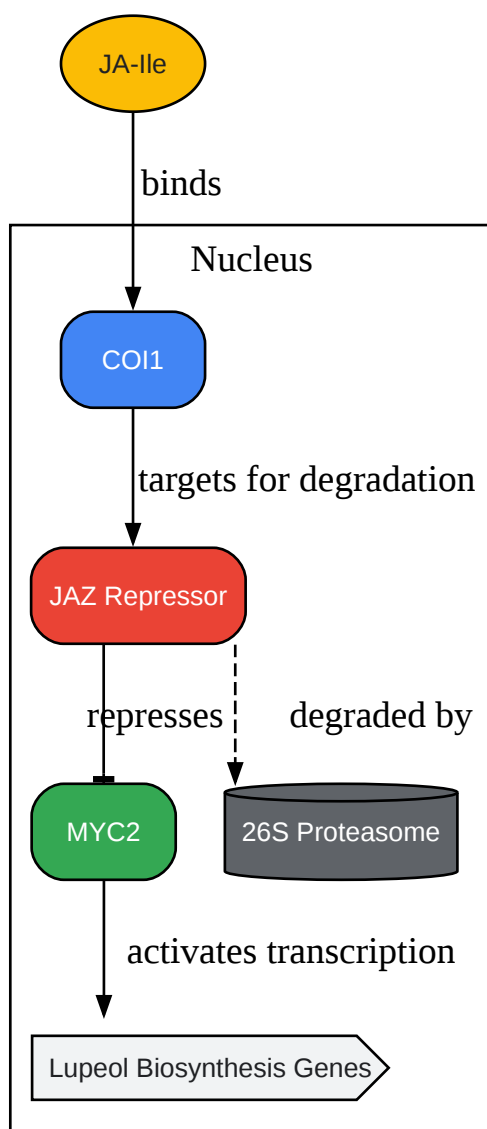 JA-Ile
binds
Nucleus
COI1
targets for degradation
JAZ Repressor
represses
degraded by
MYC2
26S Proteasome
activates transcription
Lupeol Biosynthesis Genes